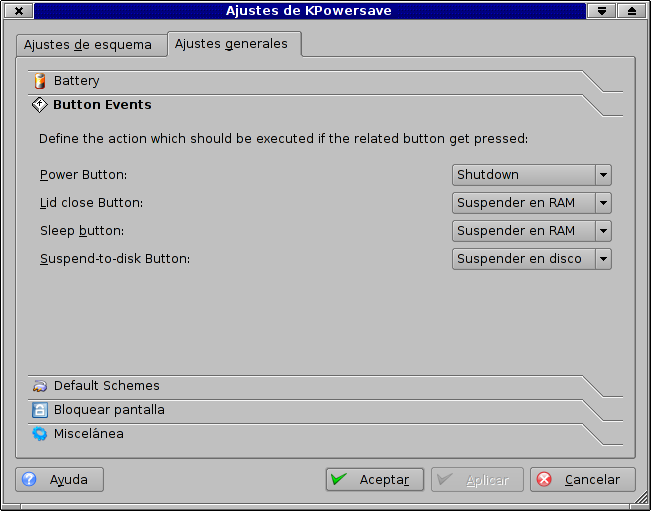 Ajustes de KPowersave
Ajustes de esquema
Ajustes generales
Battery
Button Events
Define the action which should be executed if the related button get pressed:
Power Button: Shutdown
Lid close Button: Suspender en RAM
Sleep button: Suspender en RAM
Suspend-to-disk Button: Suspender en disco
Default Schemes
Bloquear pantalla
Miscelánea
Ayuda Aceptar Aplicar Cancelar